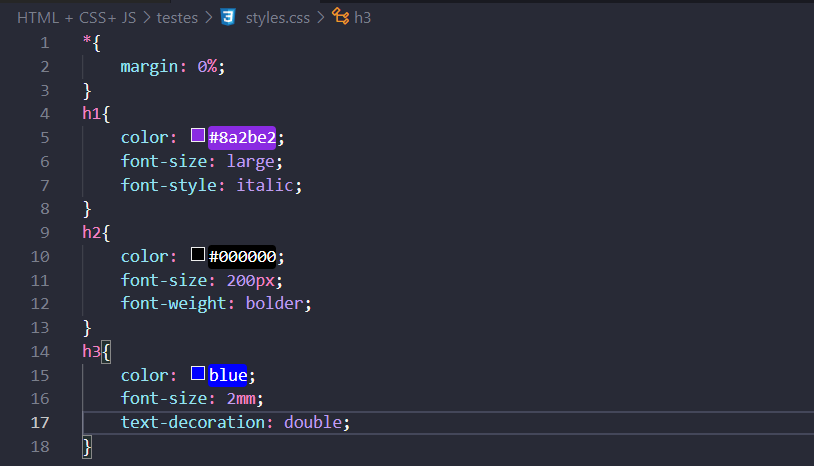 HTML + CSS+ JS > testes > styles.css > h3
1 *{
2 margin: 0%;
3 }
4 h1{
5 color: #8a2be2;
6 font-size: large;
7 font-style: italic;
8 }
9 h2{
10 color: #000000;
11 font-size: 200px;
12 font-weight: bolder;
13 }
14 h3{
15 color: blue;
16 font-size: 2mm;
17 text-decoration: double;
18 }